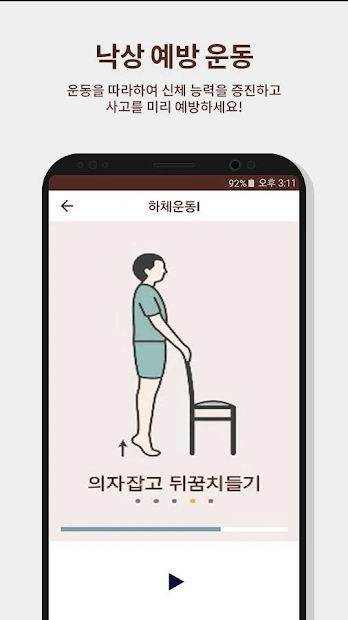 낙상 예방 운동
운동을 따라하여 신체 능력을 증진하고
사고를 미리 예방하세요!
92% 오후 3:11
하체운동I
의자잡고 뒤꿈치들기